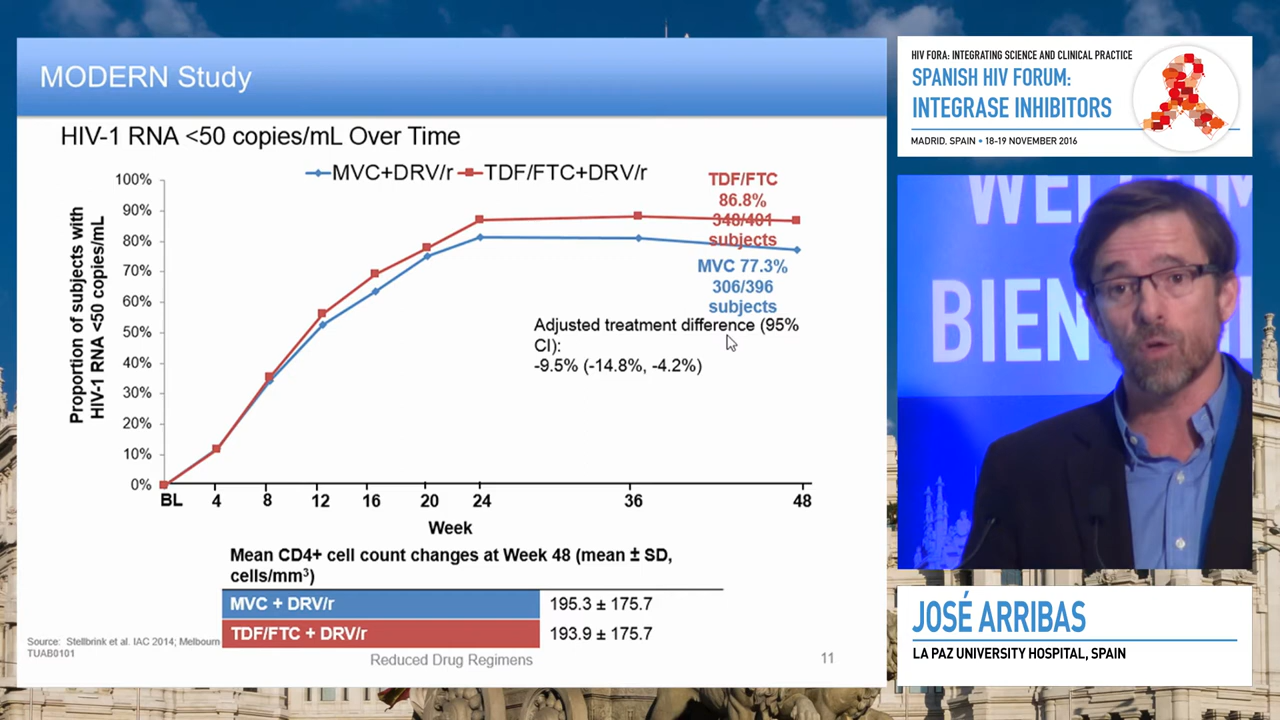 MODERN Study
HIV-1 RNA <50 copies/mL Over Time
MVC+DRV/r
TDF/FTC+DRV/r
Proportion of subjects with
HIV-1 RNA <50 copies/mL
100%
90%
80%
70%
60%
50%
40%
30%
20%
10%
0%
TDF/FTC
86.8%
348/401
subjects
MVC 77.3%
306/396
subjects
Adjusted treatment difference (95%
CI):
-9.5% (-14.8%, -4.2%)
BL 4 8 12 16 20 24 36 48
Week
Mean CD4+ cell count changes at Week 48 (mean ± SD,
cells/mm³)
MVC + DRV/r 195.3 ± 175.7
TDF/FTC + DRV/r 193.9 ± 175.7
Source: Stellbrink et al. IAC 2014; Melbourn
TUAB0101
Reduced Drug Regimens
11
HIV FORA: INTEGRATING SCIENCE AND CLINICAL PRACTICE
SPANISH HIV FORUM:
INTEGRASE INHIBITORS
MADRID, SPAIN • 18-19 NOVEMBER 2016
WELCOM
BIEN
JOSÉ ARRIBAS
LA PAZ UNIVERSITY HOSPITAL, SPAIN